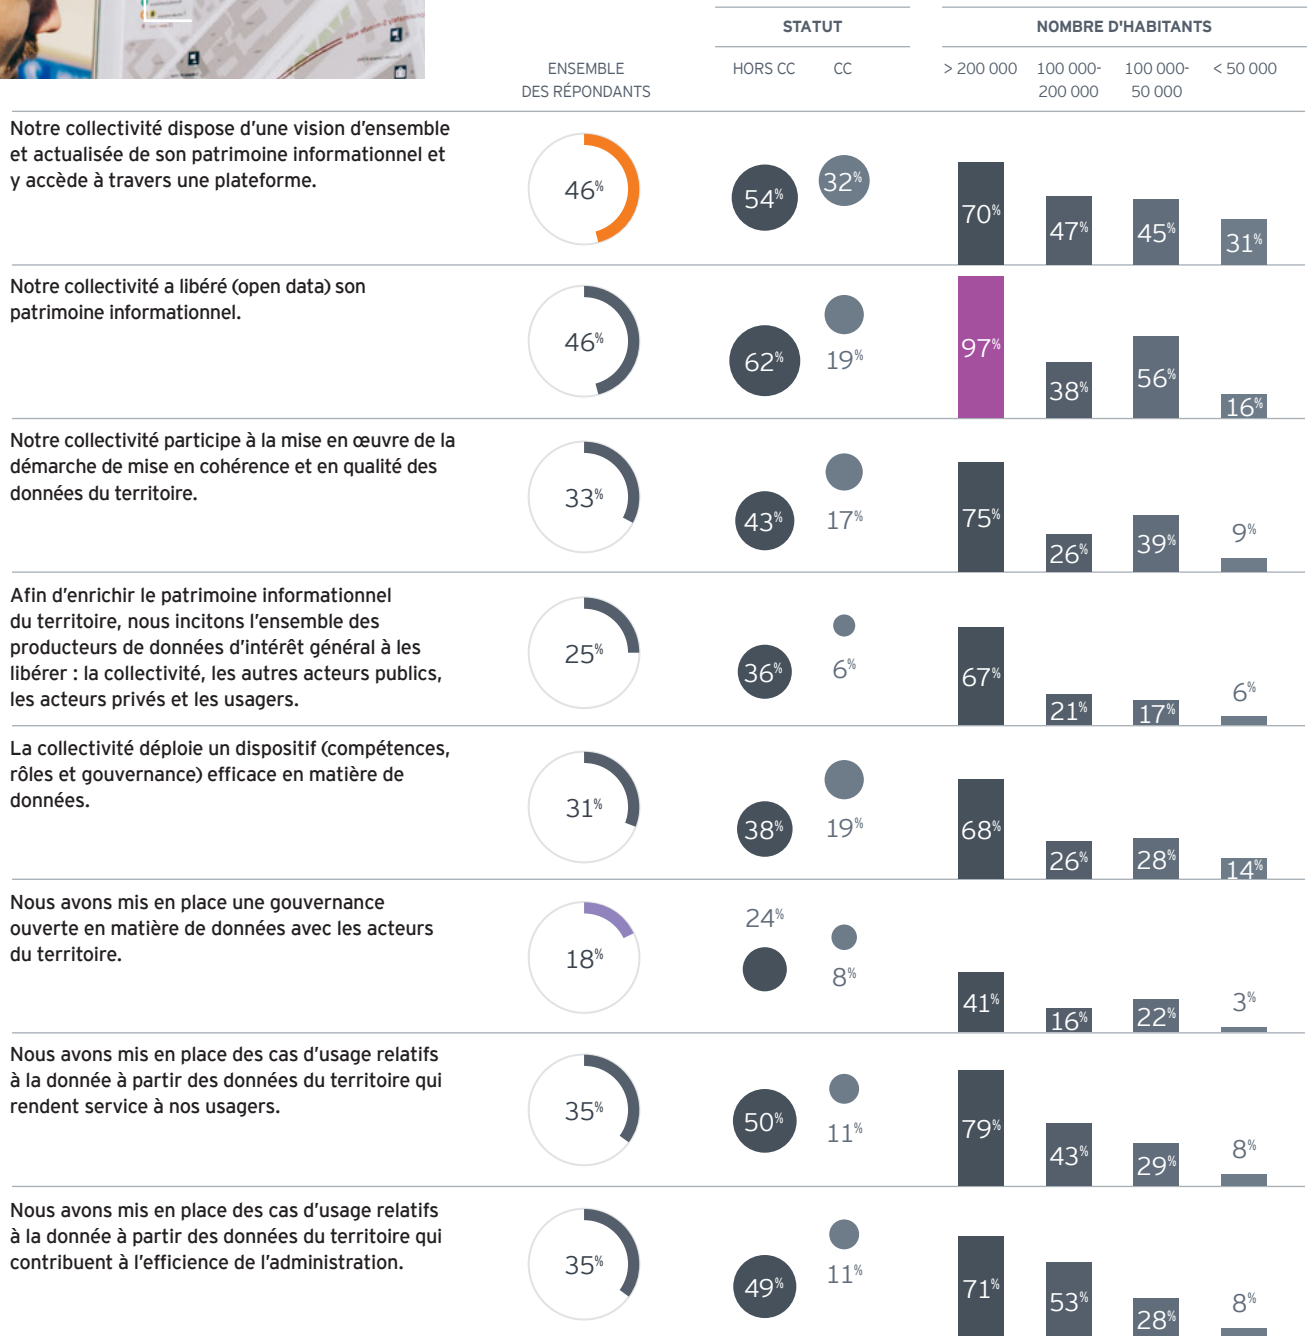 STATUT
NOMBRE D'HABITANTS
ENSEMBLE
DES RÉPONDANTS
HORS CC
CC
> 200 000
100 000-
200 000
100 000-
50 000
< 50 000
Notre collectivité dispose d'une vision d'ensemble
et actualisée de son patrimoine informationnel et
y accède à travers une plateforme.
46%
54%
32%
70%
47%
45%
31%
Notre collectivité a libéré (open data) son
patrimoine informationnel.
46%
62%
19%
97%
38%
56%
16%
Notre collectivité participe à la mise en œuvre de la
démarche de mise en cohérence et en qualité des
données du territoire.
33%
43%
17%
75%
26%
39%
9%
Afin d'enrichir le patrimoine informationnel
du territoire, nous incitons l'ensemble des
producteurs de données d'intérêt général à les
libérer : la collectivité, les autres acteurs publics,
les acteurs privés et les usagers.
25%
36%
6%
67%
21%
17%
6%
La collectivité déploie un dispositif (compétences,
rôles et gouvernance) efficace en matière de
données.
31%
38%
19%
68%
26%
28%
14%
Nous avons mis en place une gouvernance
ouverte en matière de données avec les acteurs
du territoire.
18%
24%
8%
41%
16%
22%
3%
Nous avons mis en place des cas d'usage relatifs
à la donnée à partir des données du territoire qui
rendent service à nos usagers.
35%
50%
11%
79%
43%
29%
8%
Nous avons mis en place des cas d'usage relatifs
à la donnée à partir des données du territoire qui
contribuent à l'efficience de l'administration.
35%
49%
11%
71%
53%
28%
8%